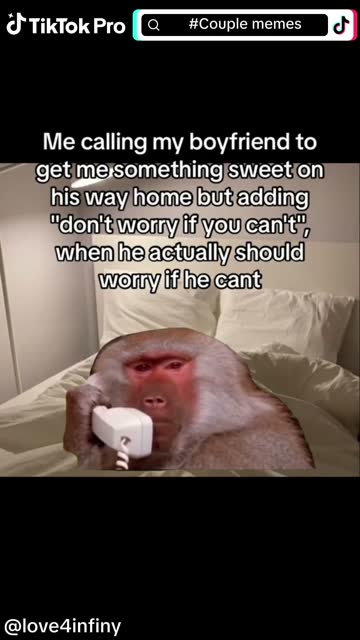 TikTok Pro
#Couple memes
Me calling my boyfriend to
get me something sweet on
his way home but adding
"don't worry if you can't",
when he actually should
worry if he cant
@love4infiny